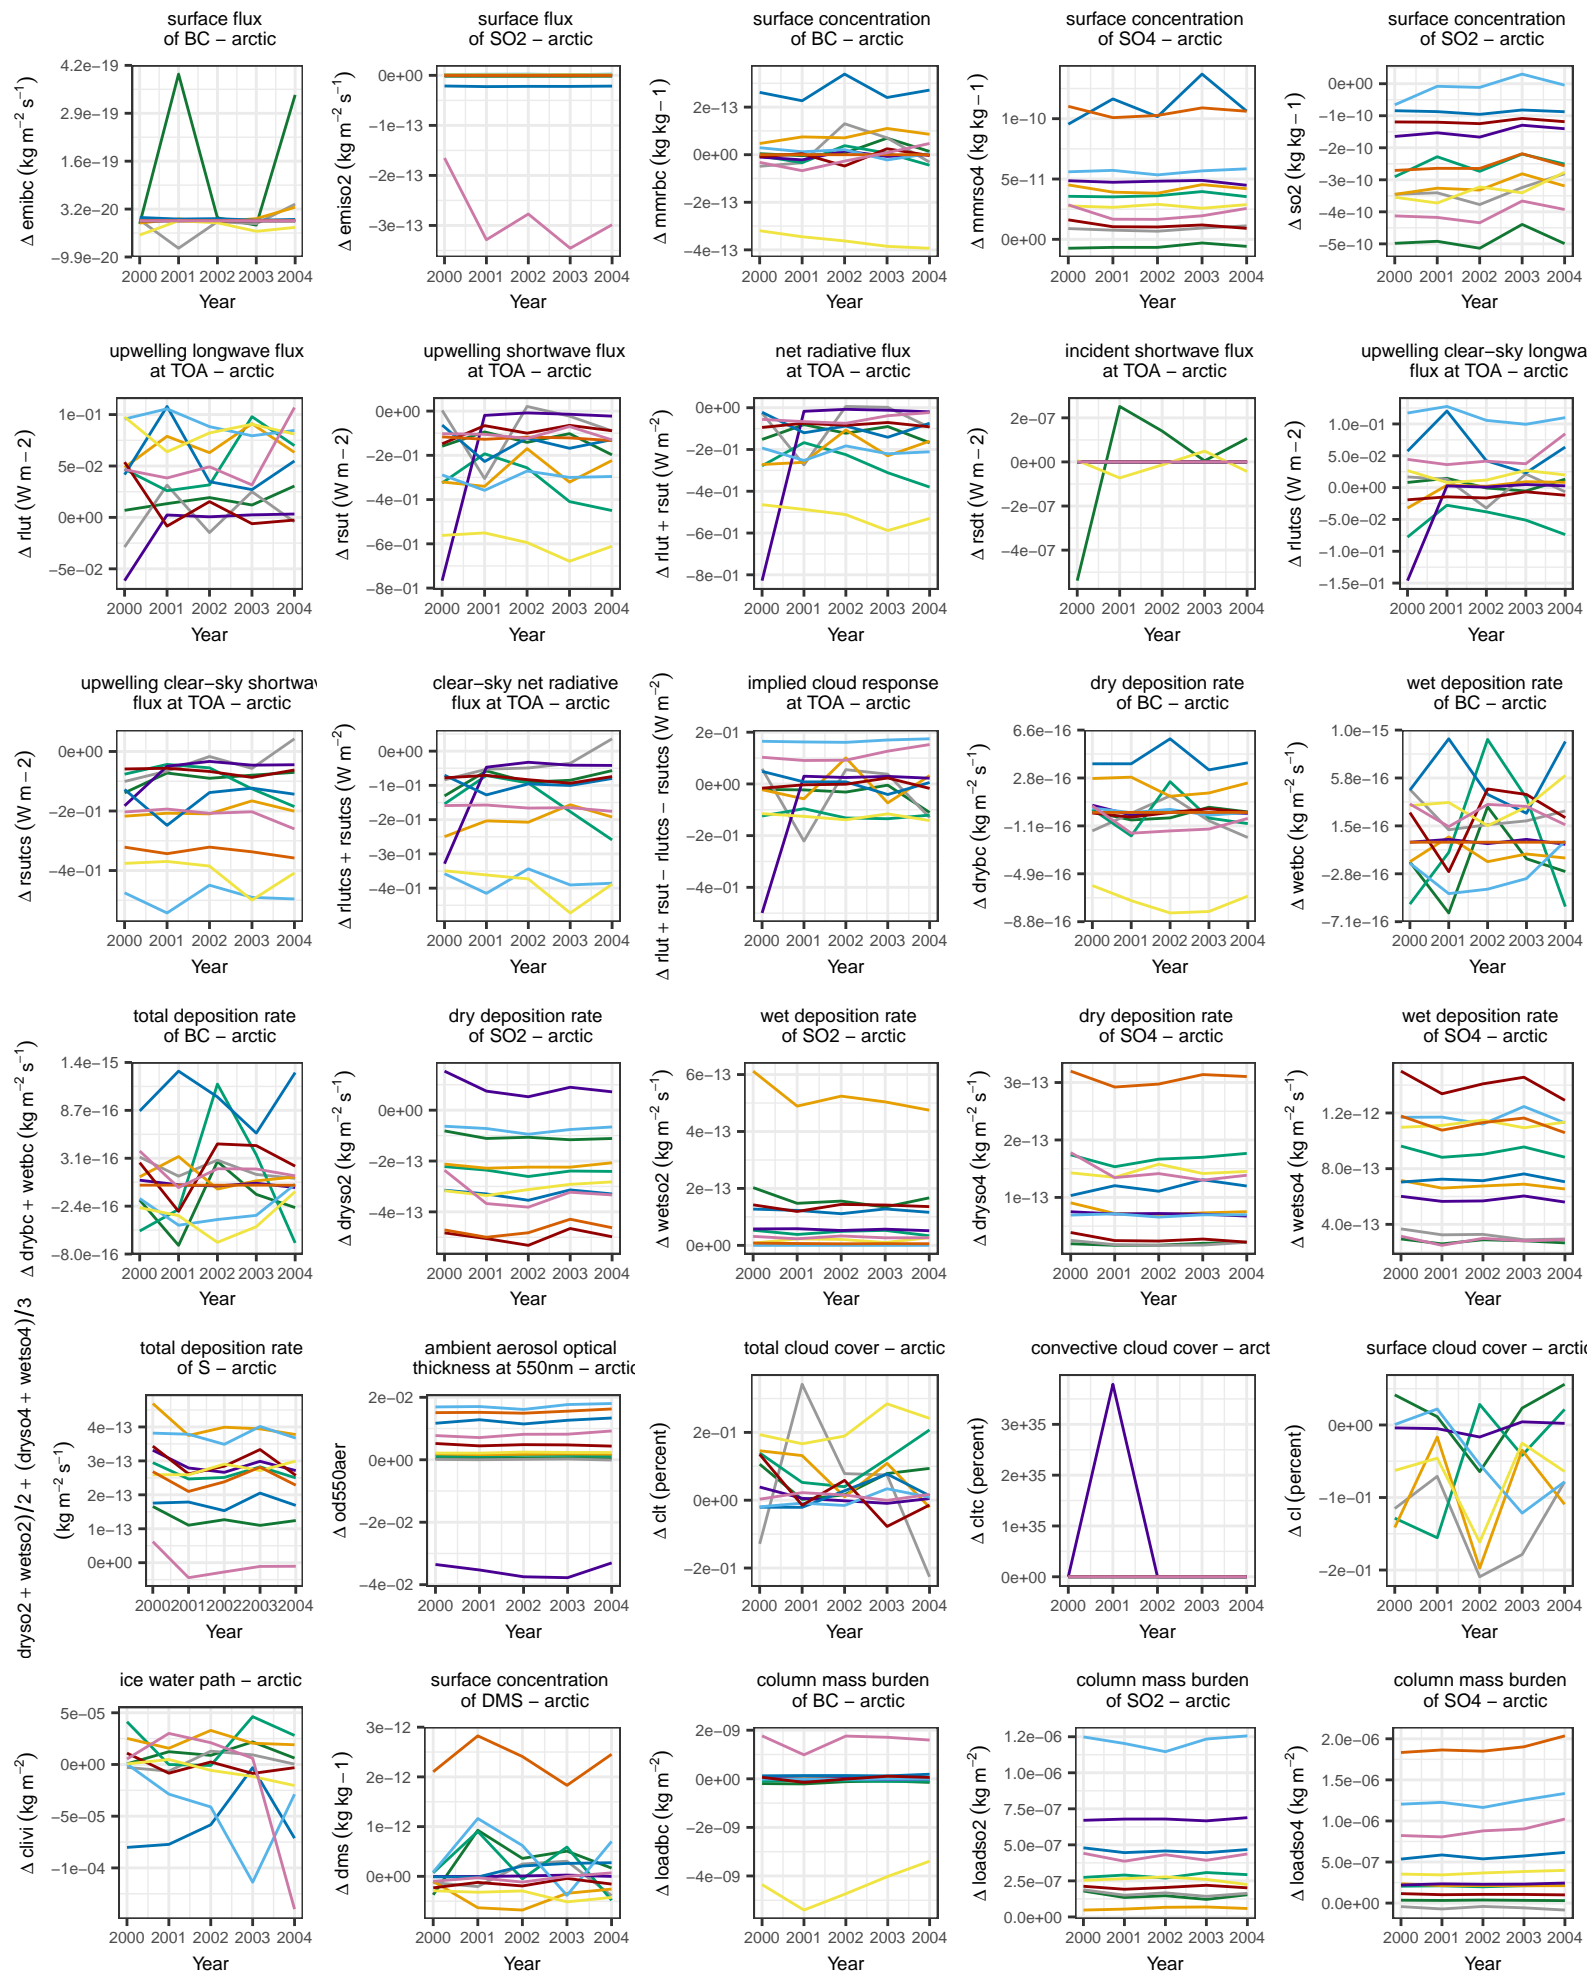 surface flux
of BC − arctic
Δ emibc (kg m−2 s−1)
4.2e−19
2.9e−19
1.6e−19
3.2e−20
−9.9e−20
2000 2001 2002 2003 2004
Year
surface flux
of SO2 − arctic
Δ emiso2 (kg m−2 s−1)
0e+00
−1e−13
−2e−13
−3e−13
2000 2001 2002 2003 2004
Year
surface concentration
of BC − arctic
Δ mmrbc (kg kg−1)
2e−13
0e+00
−2e−13
−4e−13
2000 2001 2002 2003 2004
Year
surface concentration
of SO4 − arctic
Δ mmrso4 (kg kg−1)
1e−10
5e−11
0e+00
2000 2001 2002 2003 2004
Year
surface concentration
of SO2 − arctic
Δ so2 (kg kg−1)
0e+00
−1e−10
−2e−10
−3e−10
−4e−10
−5e−10
2000 2001 2002 2003 2004
Year
upwelling longwave flux
at TOA − arctic
Δ rlut (W m−2)
1e−01
5e−02
0e+00
−5e−02
2000 2001 2002 2003 2004
Year
upwelling shortwave flux
at TOA − arctic
Δ rsut (W m−2)
0e+00
−2e−01
−4e−01
−6e−01
−8e−01
2000 2001 2002 2003 2004
Year
net radiative flux
at TOA − arctic
Δ rlut + rsut (W m−2)
0e+00
−2e−01
−4e−01
−6e−01
−8e−01
2000 2001 2002 2003 2004
Year
incident shortwave flux
at TOA − arctic
Δ rsdt (W m−2)
2e−07
0e+00
−2e−07
−4e−07
2000 2001 2002 2003 2004
Year
upwelling clear−sky longwa
flux at TOA − arctic
Δ rlutcs (W m−2)
1.0e−01
5.0e−02
0.0e+00
−5.0e−02
−1.0e−01
−1.5e−01
2000 2001 2002 2003 2004
Year
upwelling clear−sky shortwav
flux at TOA − arctic
Δ rsutcs (W m−2)
0e+00
−2e−01
−4e−01
2000 2001 2002 2003 2004
Year
clear−sky net radiative
flux at TOA − arctic
Δ rlutcs + rsutcs (W m−2)
0e+00
−1e−01
−2e−01
−3e−01
−4e−01
2000 2001 2002 2003 2004
Year
implied cloud response
at TOA − arctic
Δ rlut + rsut − rlutcs − rsutcs (W m−2)
2e−01
0e+00
−2e−01
−4e−01
2000 2001 2002 2003 2004
Year
dry deposition rate
of BC − arctic
Δ drybc (kg m−2 s−1)
6.6e−16
2.8e−16
−1.1e−16
−4.9e−16
−8.8e−16
2000 2001 2002 2003 2004
Year
wet deposition rate
of BC − arctic
Δ wetbc (kg m−2 s−1)
1.0e−15
5.8e−16
1.5e−16
−2.8e−16
−7.1e−16
2000 2001 2002 2003 2004
Year
total deposition rate
of BC − arctic
Δ drybc + wetbc (kg m−2 s−1)
1.4e−15
8.7e−16
3.1e−16
−2.4e−16
−8.0e−16
2000 2001 2002 2003 2004
Year
dry deposition rate
of SO2 − arctic
Δ dryso2 (kg m−2 s−1)
0e+00
−2e−13
−4e−13
2000 2001 2002 2003 2004
Year
wet deposition rate
of SO2 − arctic
Δ wetso2 (kg m−2 s−1)
6e−13
4e−13
2e−13
0e+00
2000 2001 2002 2003 2004
Year
dry deposition rate
of SO4 − arctic
Δ dryso4 (kg m−2 s−1)
3e−13
2e−13
1e−13
2000 2001 2002 2003 2004
Year
wet deposition rate
of SO4 − arctic
Δ wetso4 (kg m−2 s−1)
1.2e−12
8.0e−13
4.0e−13
2000 2001 2002 2003 2004
Year
total deposition rate
of S − arctic
dryso2 + wetso2)/2 + (dryso4 + wetso4)/3
(kg m−2 s−1)
4e−13
3e−13
2e−13
1e−13
0e+00
2000 2001 2002 2003 2004
Year
ambient aerosol optical
thickness at 550nm − arctic
Δ od550aer
2e−02
0e+00
−2e−02
−4e−02
2000 2001 2002 2003 2004
Year
total cloud cover − arctic
Δ clt (percent)
2e−01
0e+00
−2e−01
2000 2001 2002 2003 2004
Year
convective cloud cover − arct
Δ cltc (percent)
3e+35
2e+35
1e+35
0e+00
2000 2001 2002 2003 2004
Year
surface cloud cover − arctic
Δ cl (percent)
0e+00
−1e−01
−2e−01
2000 2001 2002 2003 2004
Year
ice water path − arctic
Δ clivi (kg m−2)
5e−05
0e+00
−5e−05
−1e−04
2000 2001 2002 2003 2004
Year
surface concentration
of DMS − arctic
Δ dms (kg kg−1)
3e−12
2e−12
1e−12
0e+00
2000 2001 2002 2003 2004
Year
column mass burden
of BC − arctic
Δ loadbc (kg m−2)
2e−09
0e+00
−2e−09
−4e−09
2000 2001 2002 2003 2004
Year
column mass burden
of SO2 − arctic
Δ loadso2 (kg m−2)
1.2e−06
1.0e−06
7.5e−07
5.0e−07
2.5e−07
0.0e+00
2000 2001 2002 2003 2004
Year
column mass burden
of SO4 − arctic
Δ loadso4 (kg m−2)
2.0e−06
1.5e−06
1.0e−06
5.0e−07
0.0e+00
2000 2001 2002 2003 2004
Year